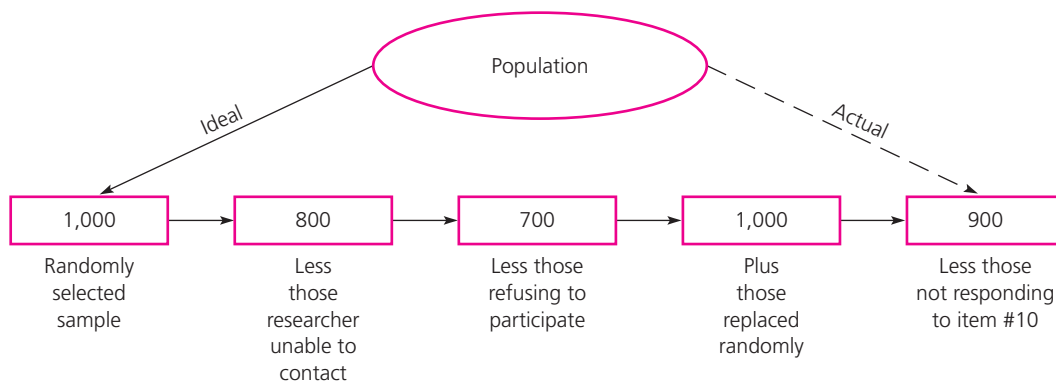 Population
Ideal
Actual
1,000
800
700
1,000
900
Randomly
selected
sample
Less
those
researcher
unable to
contact
Less those
refusing to
participate
Plus
those
replaced
randomly
Less those
not responding
to item #10